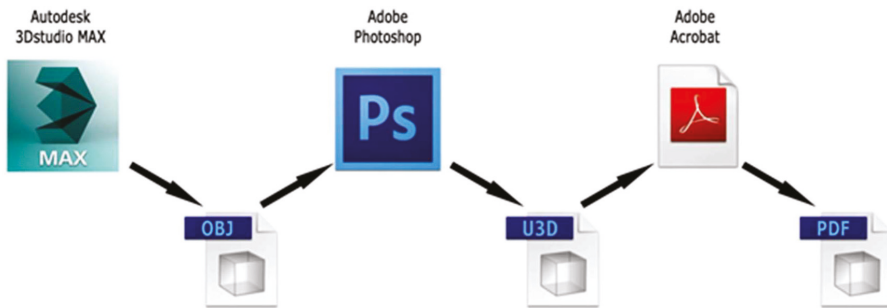 Autodesk
3Dstudio MAX
Adobe
Photoshop
Adobe
Acrobat
MAX
Ps
OBJ
U3D
PDF